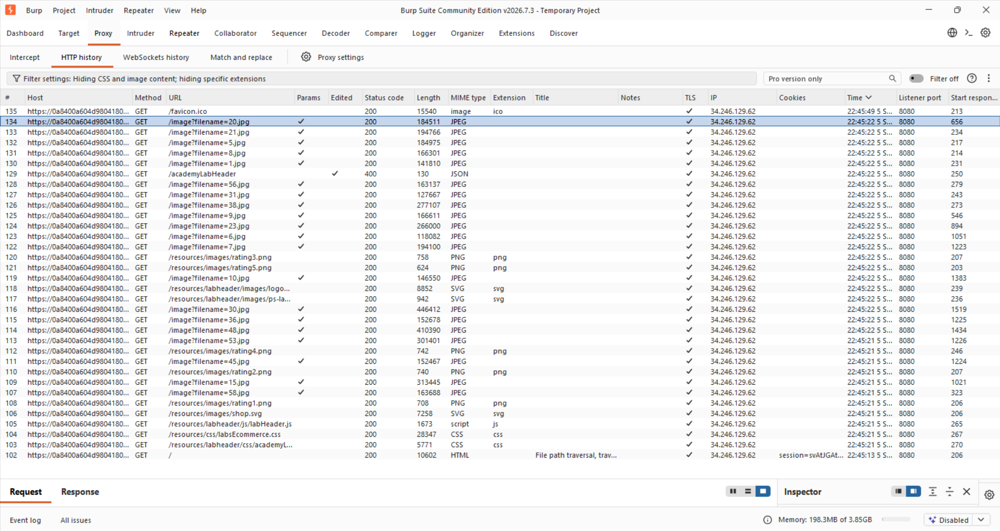 Burp Project Intruder Repeater View Help Burp Suite Community Edition v2026.7.3 - Temporary Project
Dashboard Target Proxy Intruder Repeater Collaborator Sequencer Decoder Comparer Logger Organizer Extensions Discover
Intercept HTTP history WebSockets history Match and replace Proxy settings
Filter settings: Hiding CSS and image content; hiding specific extensions Pro version only Filter off
# Host Method URL Params Edited Status code Length MIME type Extension Title Notes TLS IP Cookies Time Listener port Start respon...
135 https://0a8400a604d9804180... GET /favicon.ico 200 15540 image ico ✓ 34.246.129.62 22:45:49 5 S... 8080 213
134 https://0a8400a604d9804180... GET /image?filename=20.jpg ✓ 200 184511 JPEG ✓ 34.246.129.62 22:45:22 5 S... 8080 656
133 https://0a8400a604d9804180... GET /image?filename=21.jpg ✓ 200 194766 JPEG ✓ 34.246.129.62 22:45:22 5 S... 8080 234
132 https://0a8400a604d9804180... GET /image?filename=5.jpg ✓ 200 184975 JPEG ✓ 34.246.129.62 22:45:22 5 S... 8080 217
131 https://0a8400a604d9804180... GET /image?filename=8.jpg ✓ 200 166301 JPEG ✓ 34.246.129.62 22:45:22 5 S... 8080 214
130 https://0a8400a604d9804180... GET /image?filename=1.jpg ✓ 200 141810 JPEG ✓ 34.246.129.62 22:45:22 5 S... 8080 231
129 https://0a8400a604d9804180... GET /academyLabHeader ✓ 400 130 JSON ✓ 34.246.129.62 22:45:22 5 S... 8080 250
128 https://0a8400a604d9804180... GET /image?filename=56.jpg ✓ 200 163137 JPEG ✓ 34.246.129.62 22:45:22 5 S... 8080 279
127 https://0a8400a604d9804180... GET /image?filename=31.jpg ✓ 200 127667 JPEG ✓ 34.246.129.62 22:45:22 5 S... 8080 243
126 https://0a8400a604d9804180... GET /image?filename=38.jpg ✓ 200 277107 JPEG ✓ 34.246.129.62 22:45:22 5 S... 8080 273
125 https://0a8400a604d9804180... GET /image?filename=9.jpg ✓ 200 166611 JPEG ✓ 34.246.129.62 22:45:22 5 S... 8080 546
124 https://0a8400a604d9804180... GET /image?filename=23.jpg ✓ 200 266000 JPEG ✓ 34.246.129.62 22:45:22 5 S... 8080 894
123 https://0a8400a604d9804180... GET /image?filename=6.jpg ✓ 200 118082 JPEG ✓ 34.246.129.62 22:45:22 5 S... 8080 1051
122 https://0a8400a604d9804180... GET /image?filename=7.jpg ✓ 200 194100 JPEG ✓ 34.246.129.62 22:45:22 5 S... 8080 1223
120 https://0a8400a604d9804180... GET /resources/images/rating3.png 200 758 PNG png ✓ 34.246.129.62 22:45:22 5 S... 8080 207
121 https://0a8400a604d9804180... GET /resources/images/rating5.png 200 624 PNG png ✓ 34.246.129.62 22:45:22 5 S... 8080 203
119 https://0a8400a604d9804180... GET /image?filename=10.jpg ✓ 200 146550 JPEG ✓ 34.246.129.62 22:45:22 5 S... 8080 1383
118 https://0a8400a604d9804180... GET /resources/labheader/images/logo... 200 8852 SVG svg ✓ 34.246.129.62 22:45:22 5 S... 8080 239
117 https://0a8400a604d9804180... GET /resources/labheader/images/ps-la... 200 942 SVG svg ✓ 34.246.129.62 22:45:22 5 S... 8080 236
116 https://0a8400a604d9804180... GET /image?filename=30.jpg ✓ 200 446412 JPEG ✓ 34.246.129.62 22:45:22 5 S... 8080 1519
115 https://0a8400a604d9804180... GET /image?filename=36.jpg ✓ 200 152678 JPEG ✓ 34.246.129.62 22:45:22 5 S... 8080 1225
114 https://0a8400a604d9804180... GET /image?filename=48.jpg ✓ 200 410390 JPEG ✓ 34.246.129.62 22:45:22 5 S... 8080 1434
113 https://0a8400a604d9804180... GET /image?filename=53.jpg ✓ 200 301401 JPEG ✓ 34.246.129.62 22:45:21 5 S... 8080 1226
112 https://0a8400a604d9804180... GET /resources/images/rating4.png 200 742 PNG png ✓ 34.246.129.62 22:45:21 5 S... 8080 246
111 https://0a8400a604d9804180... GET /image?filename=45.jpg ✓ 200 152467 JPEG ✓ 34.246.129.62 22:45:21 5 S... 8080 1224
110 https://0a8400a604d9804180... GET /resources/images/rating2.png 200 740 PNG png ✓ 34.246.129.62 22:45:21 5 S... 8080 207
109 https://0a8400a604d9804180... GET /image?filename=15.jpg ✓ 200 313445 JPEG ✓ 34.246.129.62 22:45:21 5 S... 8080 1021
107 https://0a8400a604d9804180... GET /image?filename=58.jpg ✓ 200 163688 JPEG ✓ 34.246.129.62 22:45:21 5 S... 8080 323
108 https://0a8400a604d9804180... GET /resources/images/rating1.png 200 708 PNG png ✓ 34.246.129.62 22:45:21 5 S... 8080 206
106 https://0a8400a604d9804180... GET /resources/images/shop.svg 200 7258 SVG svg ✓ 34.246.129.62 22:45:21 5 S... 8080 206
105 https://0a8400a604d9804180... GET /resources/labheader/js/labHeader.js 200 1673 script js ✓ 34.246.129.62 22:45:21 5 S... 8080 265
104 https://0a8400a604d9804180... GET /resources/css/labsEcommerce.css 200 28347 CSS css ✓ 34.246.129.62 22:45:21 5 S... 8080 267
103 https://0a8400a604d9804180... GET /resources/labheader/css/academyL... 200 5771 CSS css ✓ 34.246.129.62 22:45:21 5 S... 8080 270
102 https://0a8400a604d9804180... GET / 200 10602 HTML File path traversal, trav... ✓ 34.246.129.62 session=svAtJGAt... 22:45:13 5 S... 8080 206
Request Response Inspector
Event log All issues Memory: 198.3MB of 3.85GB Disabled